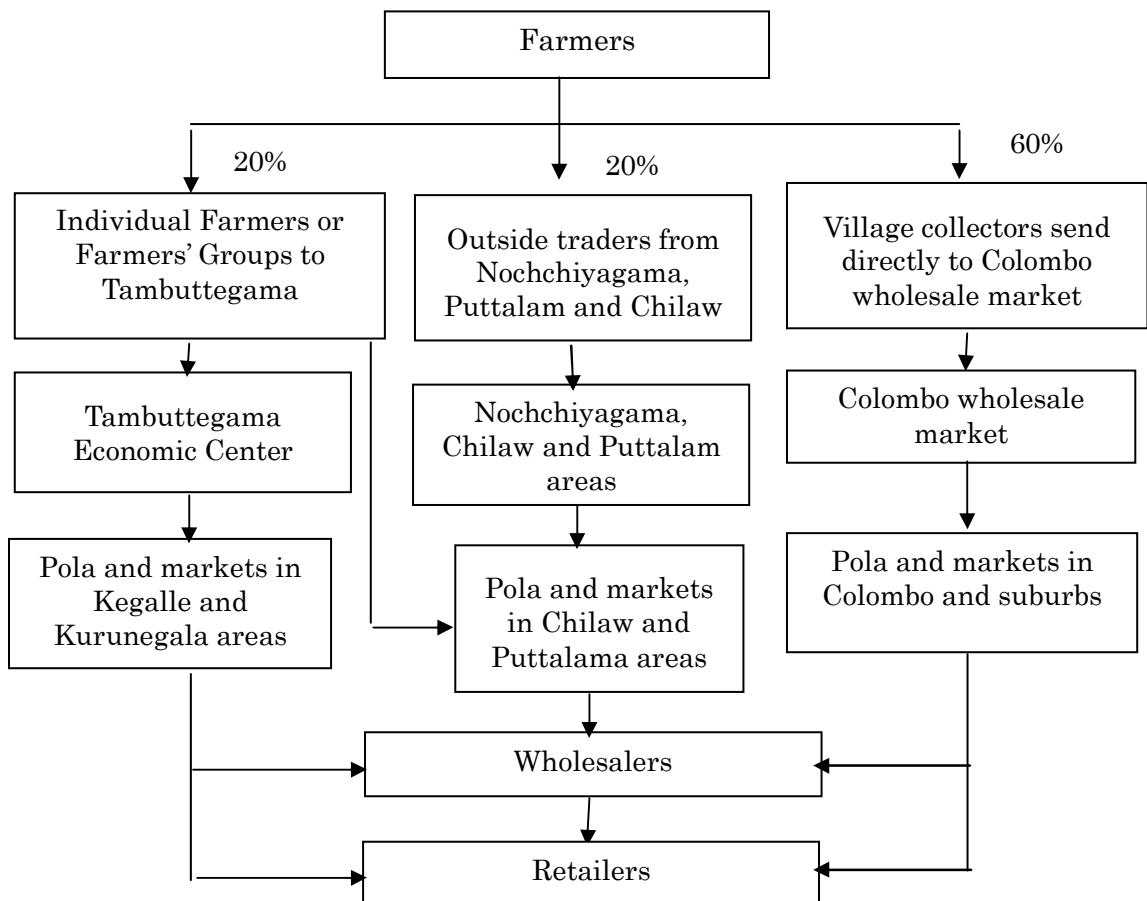 Farmers
20%
20%
60%
Individual Farmers or
Farmers’ Groups to
Tambuttegama
Outside traders from
Nochchiyagama,
Puttalam and Chilaw
Village collectors send
directly to Colombo
wholesale market
Tambuttegama
Economic Center
Nochchiyagama,
Chilaw and Puttalam
areas
Colombo wholesale
market
Pola and markets in
Kegalle and
Kurunegala areas
Pola and markets
in Chilaw and
Puttalama areas
Pola and markets in
Colombo and suburbs
Wholesalers
Retailers